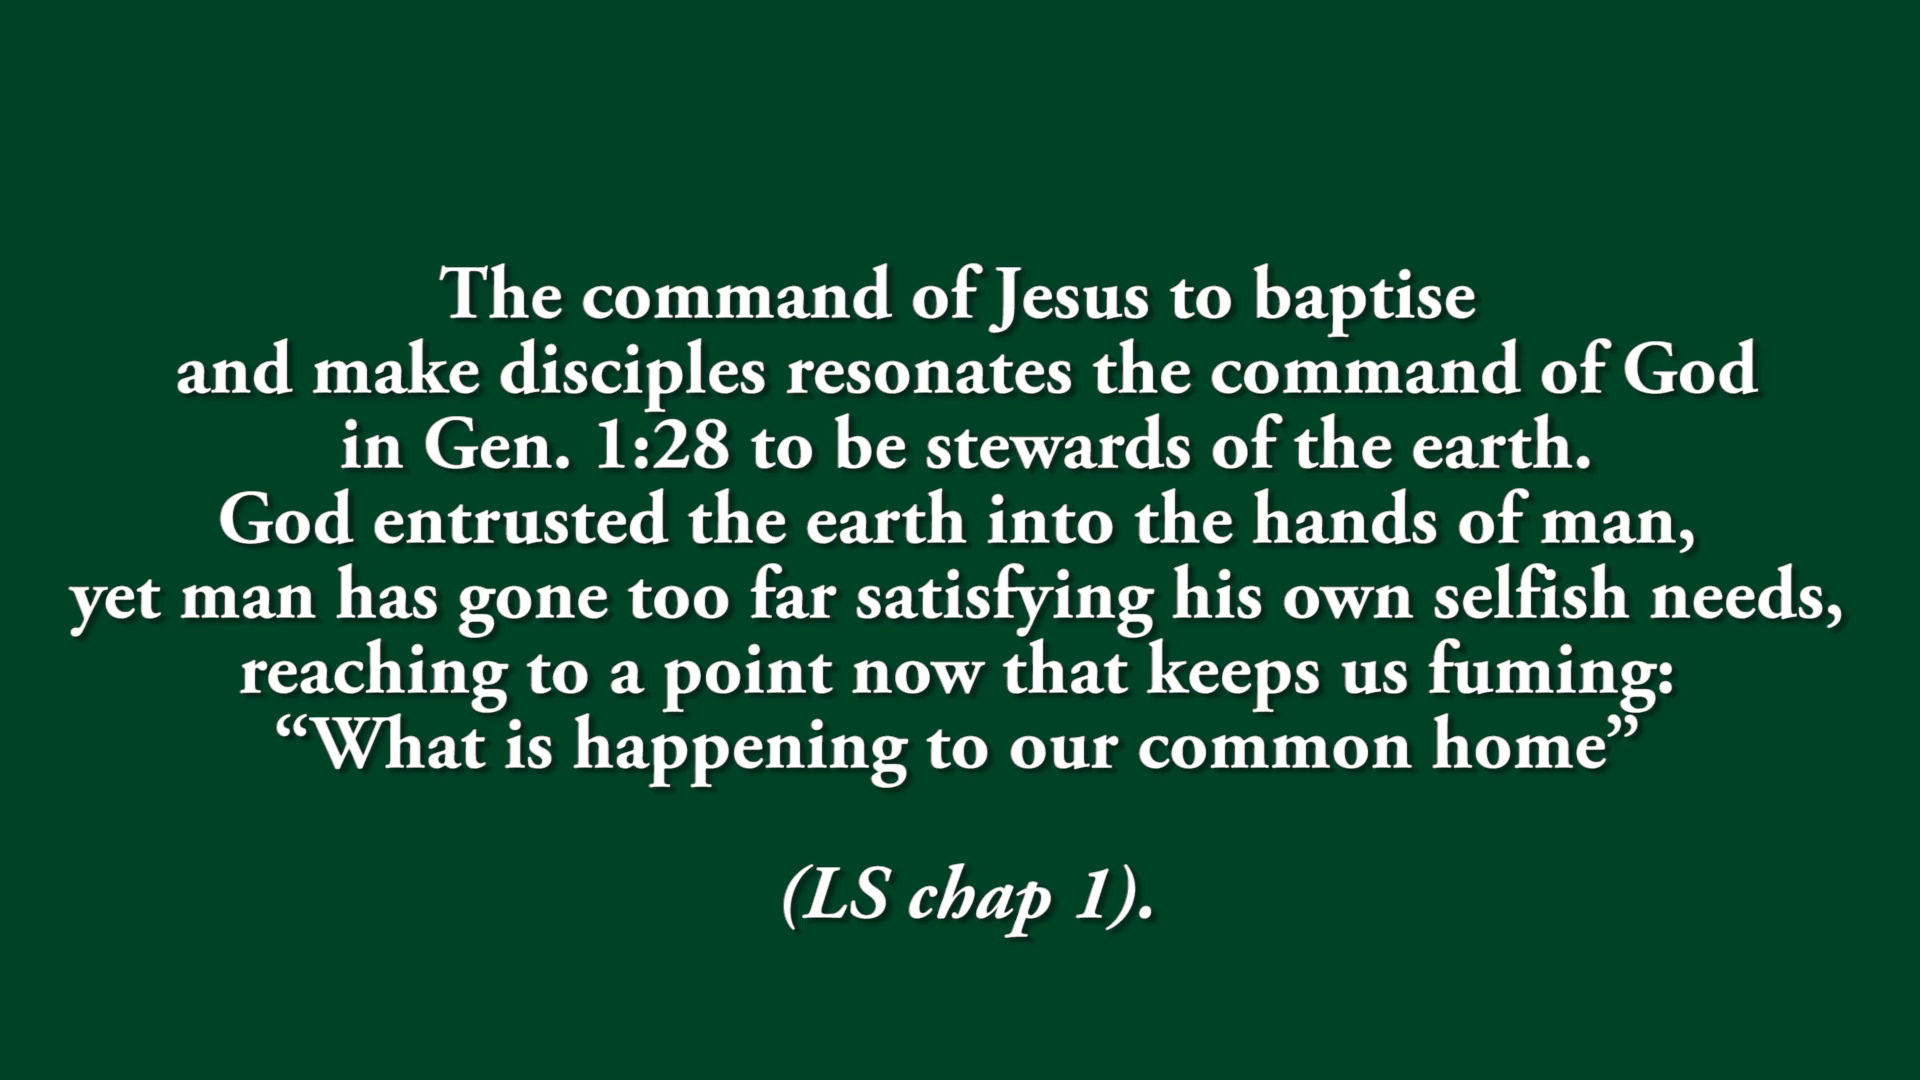 The command of Jesus to baptise
and make disciples resonates the command of God
in Gen. 1:28 to be stewards of the earth.
God entrusted the earth into the hands of man,
yet man has gone too far satisfying his own selfish needs,
reaching to a point now that keeps us fuming:
“What is happening to our common home”
(LS chap 1).